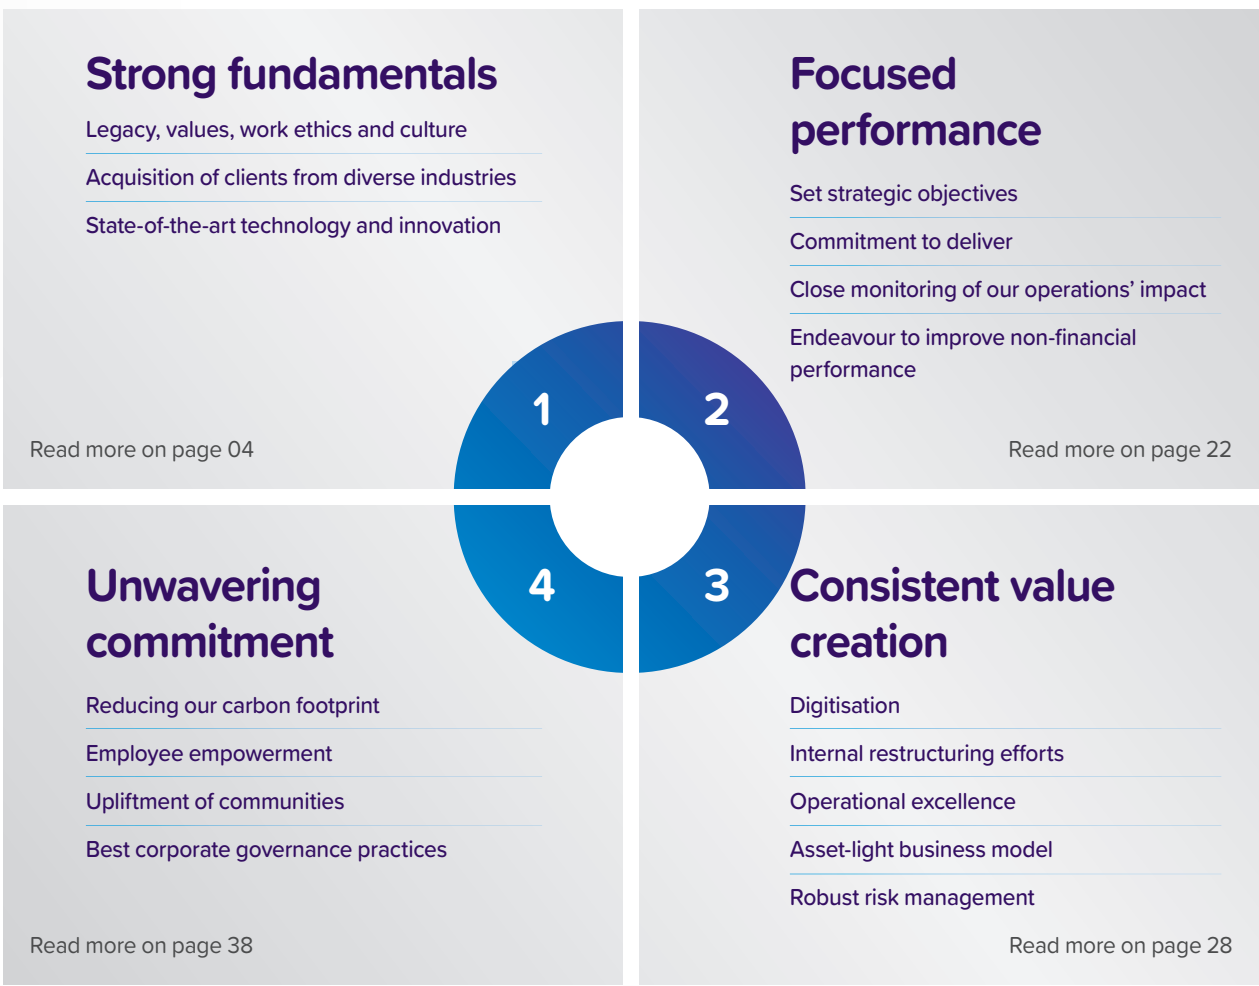 Strong fundamentals
Legacy, values, work ethics and culture
Acquisition of clients from diverse industries
State-of-the-art technology and innovation
1
Read more on page 04
Focused
performance
Set strategic objectives
Commitment to deliver
Close monitoring of our operations’ impact
Endeavour to improve non-financial
performance
2
Read more on page 22
3
Consistent value
creation
Digitisation
Internal restructuring efforts
Operational excellence
Asset-light business model
Robust risk management
Read more on page 28
4
Unwavering
commitment
Reducing our carbon footprint
Employee empowerment
Upliftment of communities
Best corporate governance practices
Read more on page 38